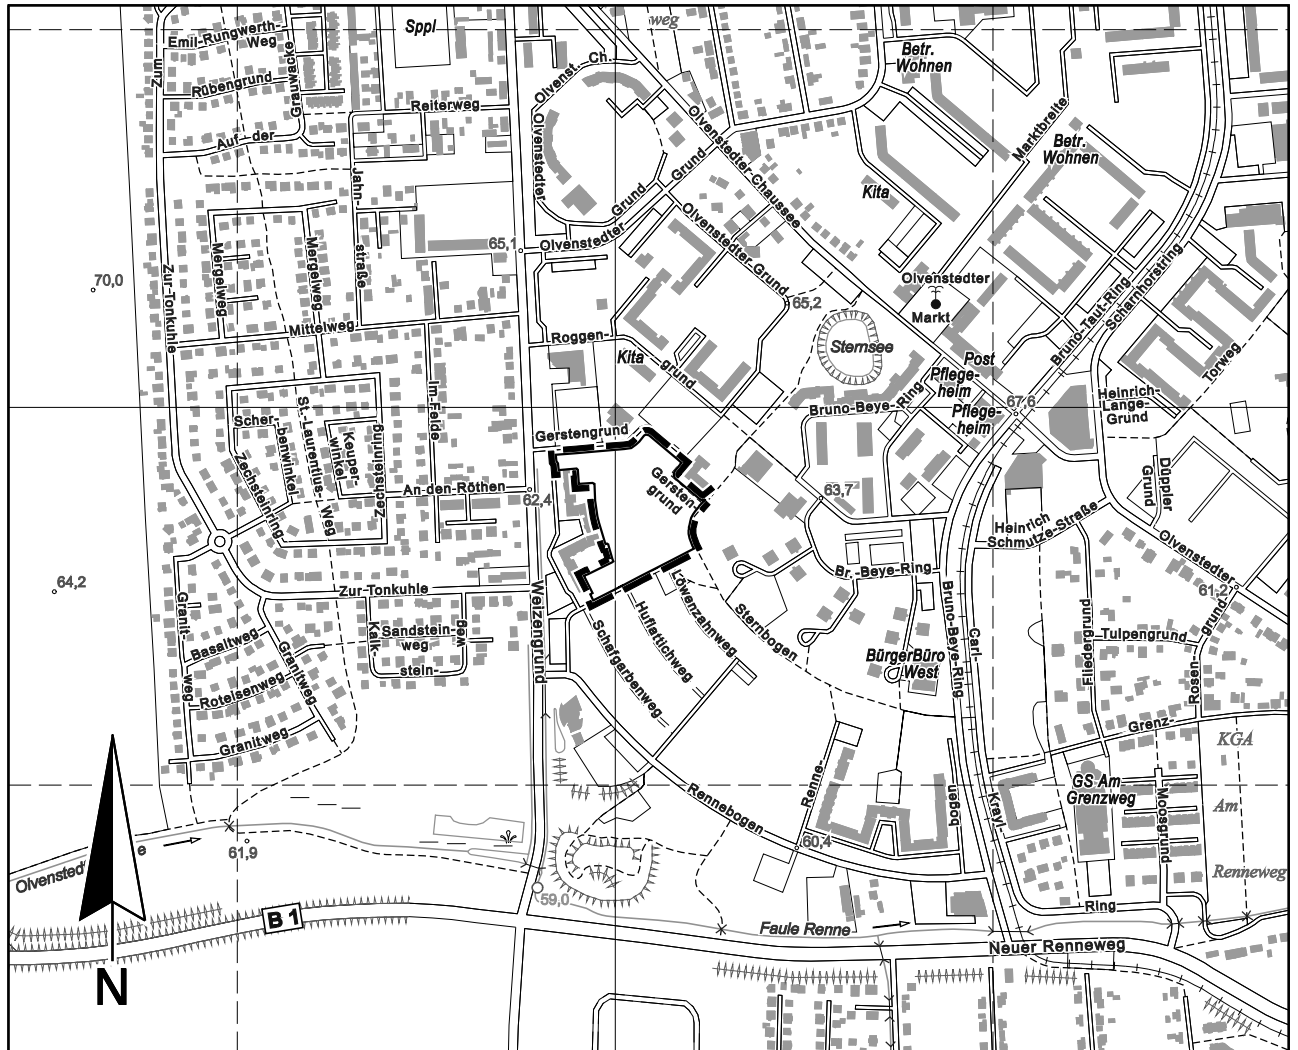 weg
Sppl
Emil-Rungwerth-
Weg
Zum
Grauwacke
Rübengrund
Reiterweg
Auf der
Olvenst. Ch.
Olvenstedter
Grund
Grund
Olvenstedter
Olvenstedter Chaussee
Olvenstedter Grund
Betr.
Wohnen
Marktbreite
Betr.
Wohnen
Kita
Jahn-
straße
Mergelweg
Mergelweg
Mittelweg
Zur Tonkuhle
70,0
65,1
65,2
Olvenstedter
Markt
Sternsee
Roggen-
grund
Kita
Post
Pflege-
heim
Pflege-
heim
67,6
Bruno-Taut-Ring
Scharnhorstring
Torweg
Heinrich-
Lange-
Grund
Düppler
Grund
Bruno-Beye-Ring
Gerstengrund
Gersten-
grund
Im Felde
Scher
benwinkel
St.-Laurentius-
Weg
Keuper-
winkel
Zechsteinring
Zechsteinring
An den Röthen
62,4
63,7
Heinrich
Schmutze-Straße
Olvenstedter
grund
61,2
64,2
Zur Tonkuhle
Weizengrund
Br.-Beye-Ring
Bruno-Beye-Ring
Carl-
Krayl-
Ring
Sternbogen
Löwenzahnweg
Huflattichweg
Schafgarbenweg
BürgerBüro
West
Fliedergrund
Tulpengrund
Rosen-
Grenz-
Granit-
weg
Basaltweg
Roteisenweg
Granitweg
Granitweg
Kalk-
stein-
weg
Sandstein-
weg
KGA
Am
Renneweg
GS Am
Grenzweg
Moosgrund
Rennebogen
Renne-
bogen
60,4
61,9
59,0
Olvensted
e
B 1
Faule Renne
Neuer Renneweg
N